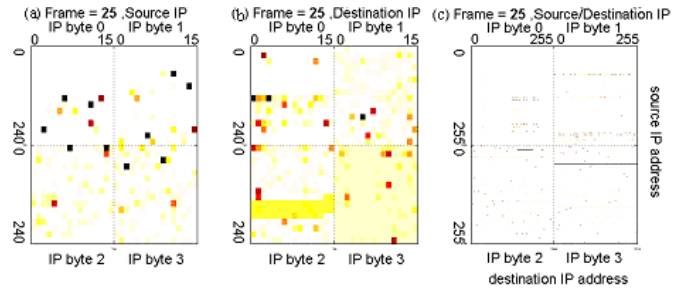 (a) Frame = 25 ,Source IP
IP byte 0 IP byte 1
0 15 0 15
0
240 0
240
IP byte 2 IP byte 3
(b) Frame = 25 ,Destination IP
IP byte 0 IP byte 1
0 15 0 15
0
240 0
240
IP byte 2 IP byte 3
(c) Frame = 25 ,Source/Destination IP
IP byte 0 IP byte 1
0 255 0 255
0
255 0
255
IP byte 2 IP byte 3
source IP address
destination IP address